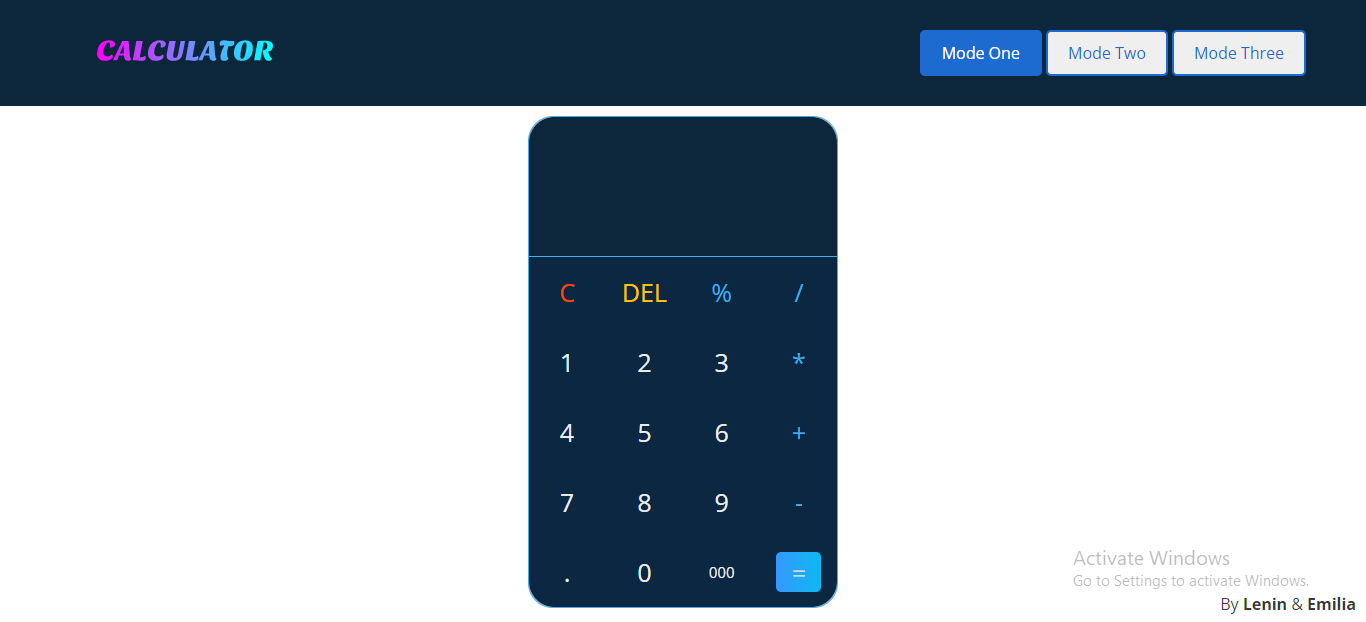 CALCULATOR
Mode One Mode Two Mode Three
C DEL % /
1 2 3 *
4 5 6 +
7 8 9 -
. 0 000 =
Activate Windows
Go to Settings to activate Windows.
By Lenin & Emilia